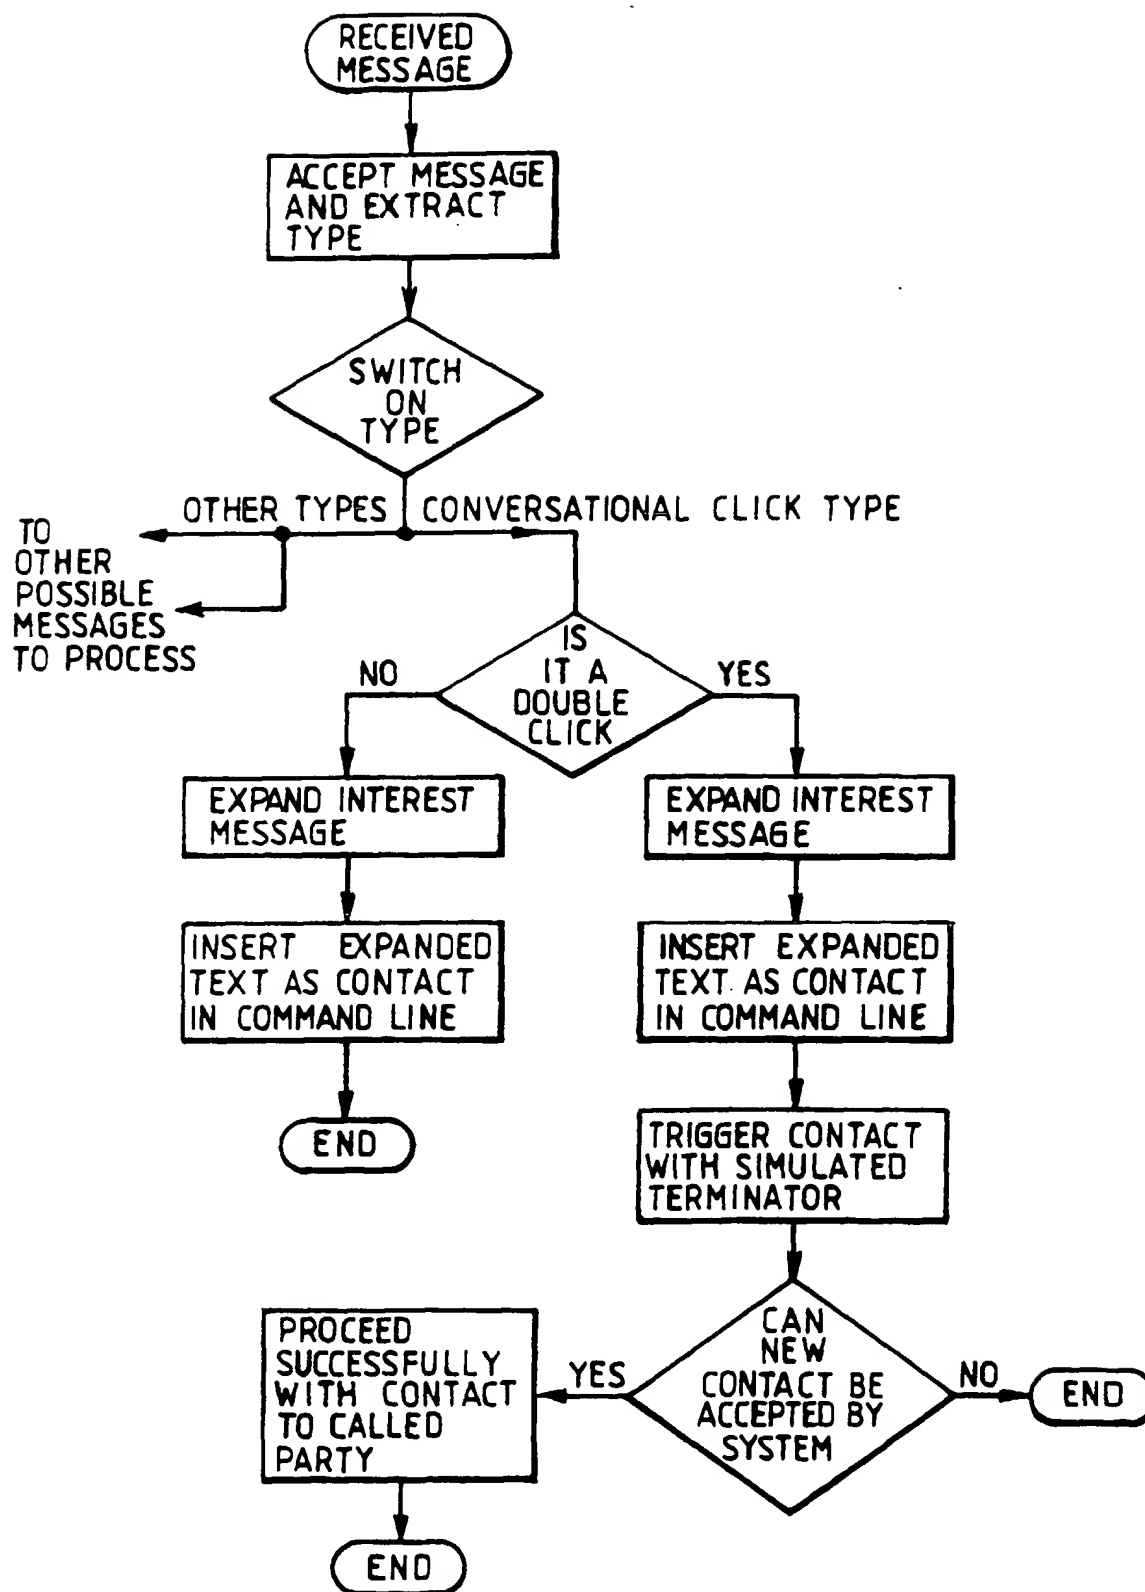 RECEIVED
MESSAGE
ACCEPT MESSAGE
AND EXTRACT
TYPE
SWITCH
ON
TYPE
OTHER TYPES
CONVERSATIONAL CLICK TYPE
TO
OTHER
POSSIBLE
MESSAGES
TO PROCESS
IS
IT A
DOUBLE
CLICK
NO
YES
EXPAND INTEREST
MESSAGE
EXPAND INTEREST
MESSAGE
INSERT EXPANDED
TEXT AS CONTACT
IN COMMAND LINE
INSERT EXPANDED
TEXT AS CONTACT
IN COMMAND LINE
END
TRIGGER CONTACT
WITH SIMULATED
TERMINATOR
CAN
NEW
CONTACT BE
ACCEPTED BY
SYSTEM
YES
NO
END
PROCEED
SUCCESSFULLY
WITH CONTACT
TO CALLED
PARTY
END